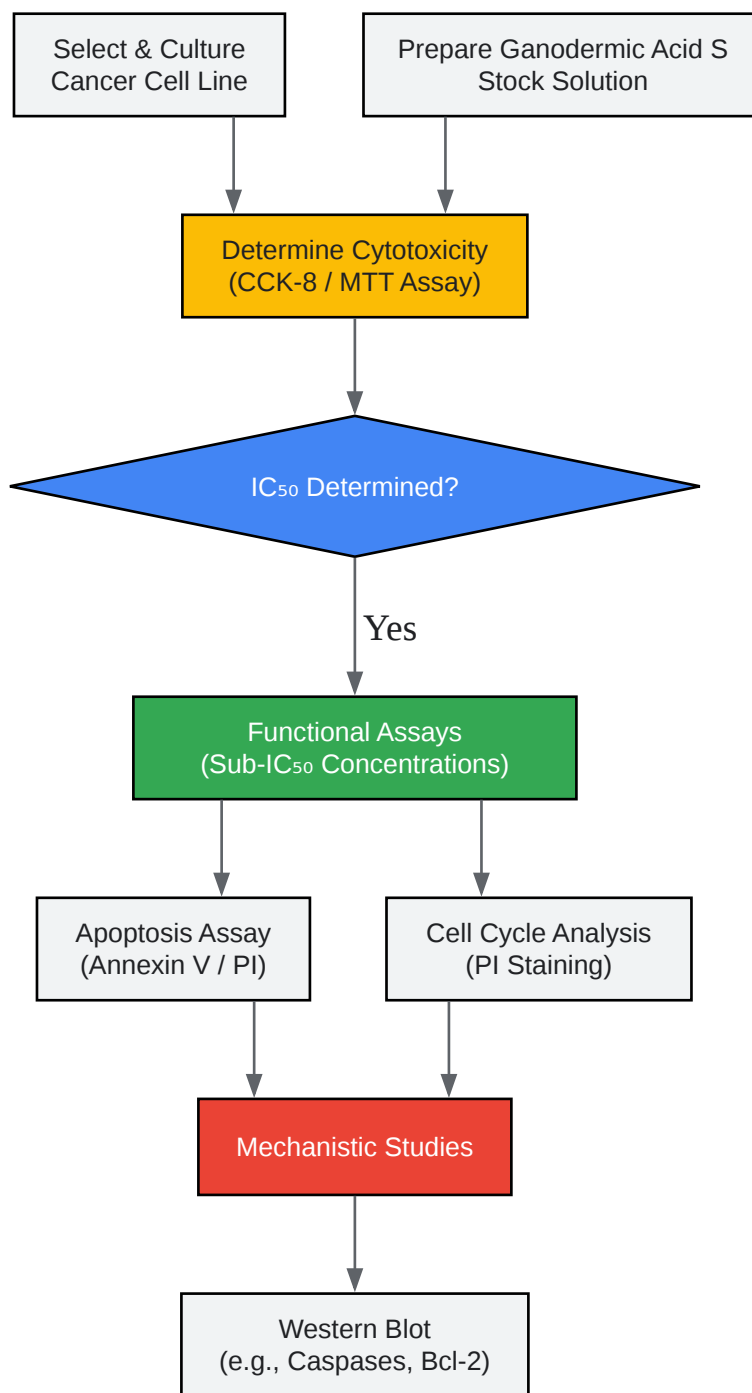 Select & Culture
Cancer Cell Line
Prepare Ganodermic Acid S
Stock Solution
Determine Cytotoxicity
(CCK-8 / MTT Assay)
IC₅₀ Determined?
Yes
Functional Assays
(Sub-IC₅₀ Concentrations)
Apoptosis Assay
(Annexin V / PI)
Cell Cycle Analysis
(PI Staining)
Mechanistic Studies
Western Blot
(e.g., Caspases, Bcl-2)